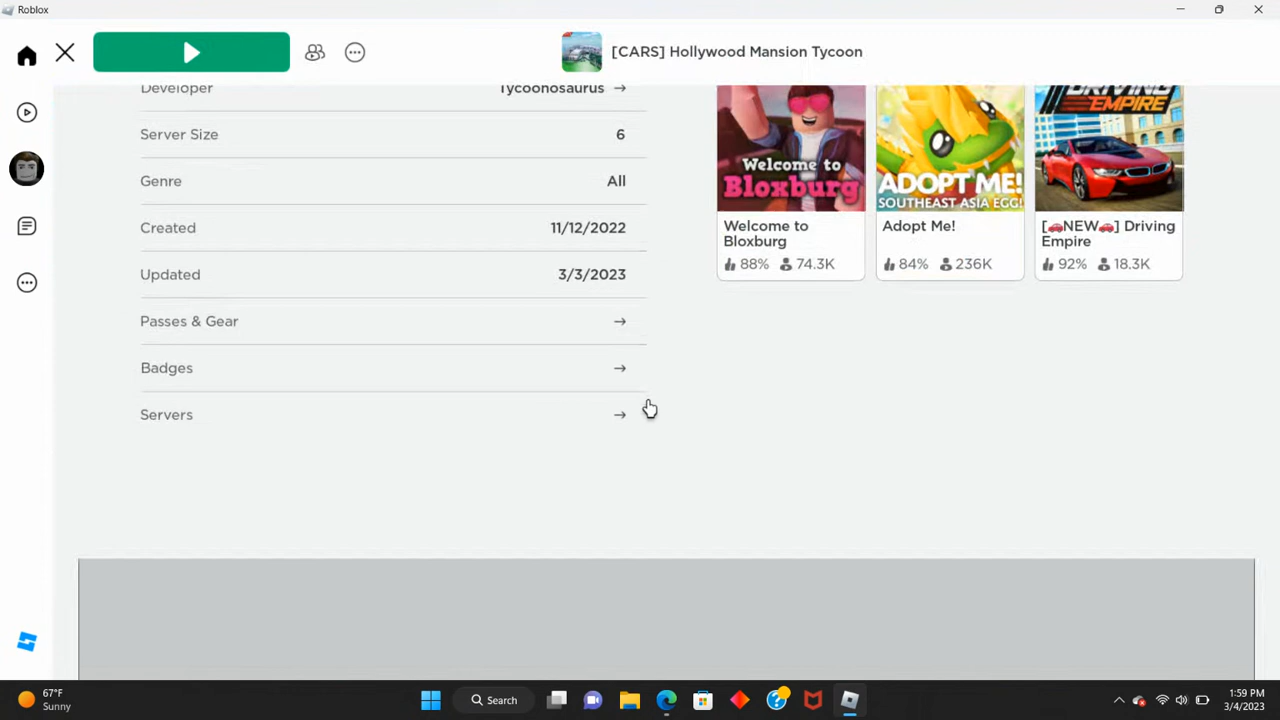 Roblox
[CARS] Hollywood Mansion Tycoon
Developer Tycoonosaurus →
Server Size 6
Genre All
Created 11/12/2022
Updated 3/3/2023
Passes & Gear →
Badges →
Servers →
Welcome to
Bloxburg
Welcome to
Bloxburg
88% 74.3K
ADOPT ME!
SOUTHEAST ASIA EGG!
Adopt Me!
84% 236K
DRIVING
EMPIRE
[🚗NEW🚗] Driving
Empire
92% 18.3K
67°F
Sunny
Search
1:59 PM
3/4/2023